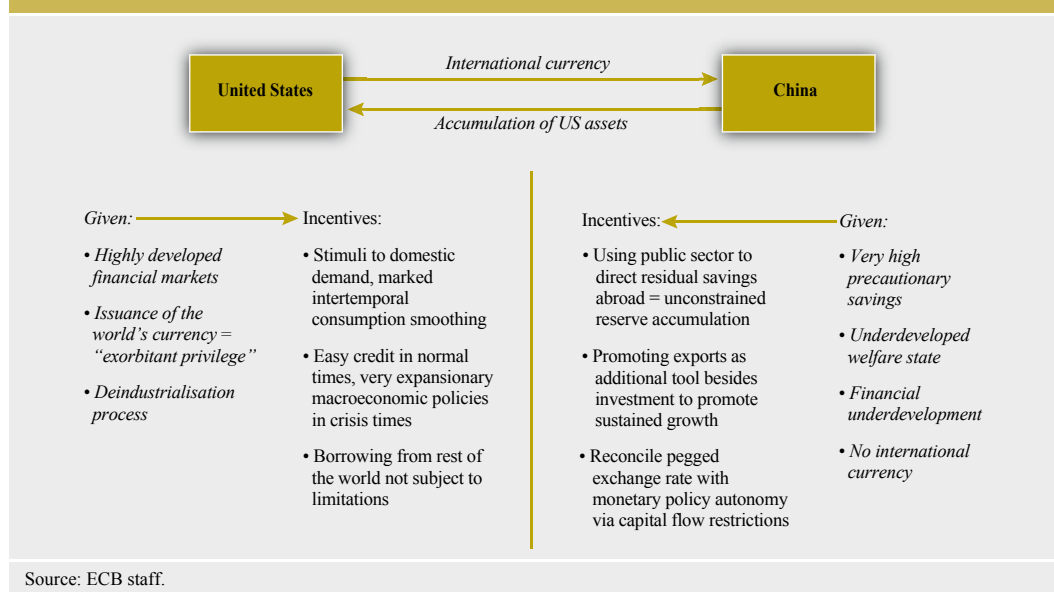 International currency
United States
China
Accumulation of US assets
Given:
• Highly developed
financial markets
• Issuance of the
world’s currency =
“exorbitant privilege”
• Deindustrialisation
process
Incentives:
• Stimuli to domestic
demand, marked
intertemporal
consumption smoothing
• Easy credit in normal
times, very expansionary
macroeconomic policies
in crisis times
• Borrowing from rest of
the world not subject to
limitations
Incentives:
• Using public sector to
direct residual savings
abroad = unconstrained
reserve accumulation
• Promoting exports as
additional tool besides
investment to promote
sustained growth
• Reconcile pegged
exchange rate with
monetary policy autonomy
via capital flow restrictions
Given:
• Very high
precautionary
savings
• Underdeveloped
welfare state
• Financial
underdevelopment
• No international
currency
Source: ECB staff.